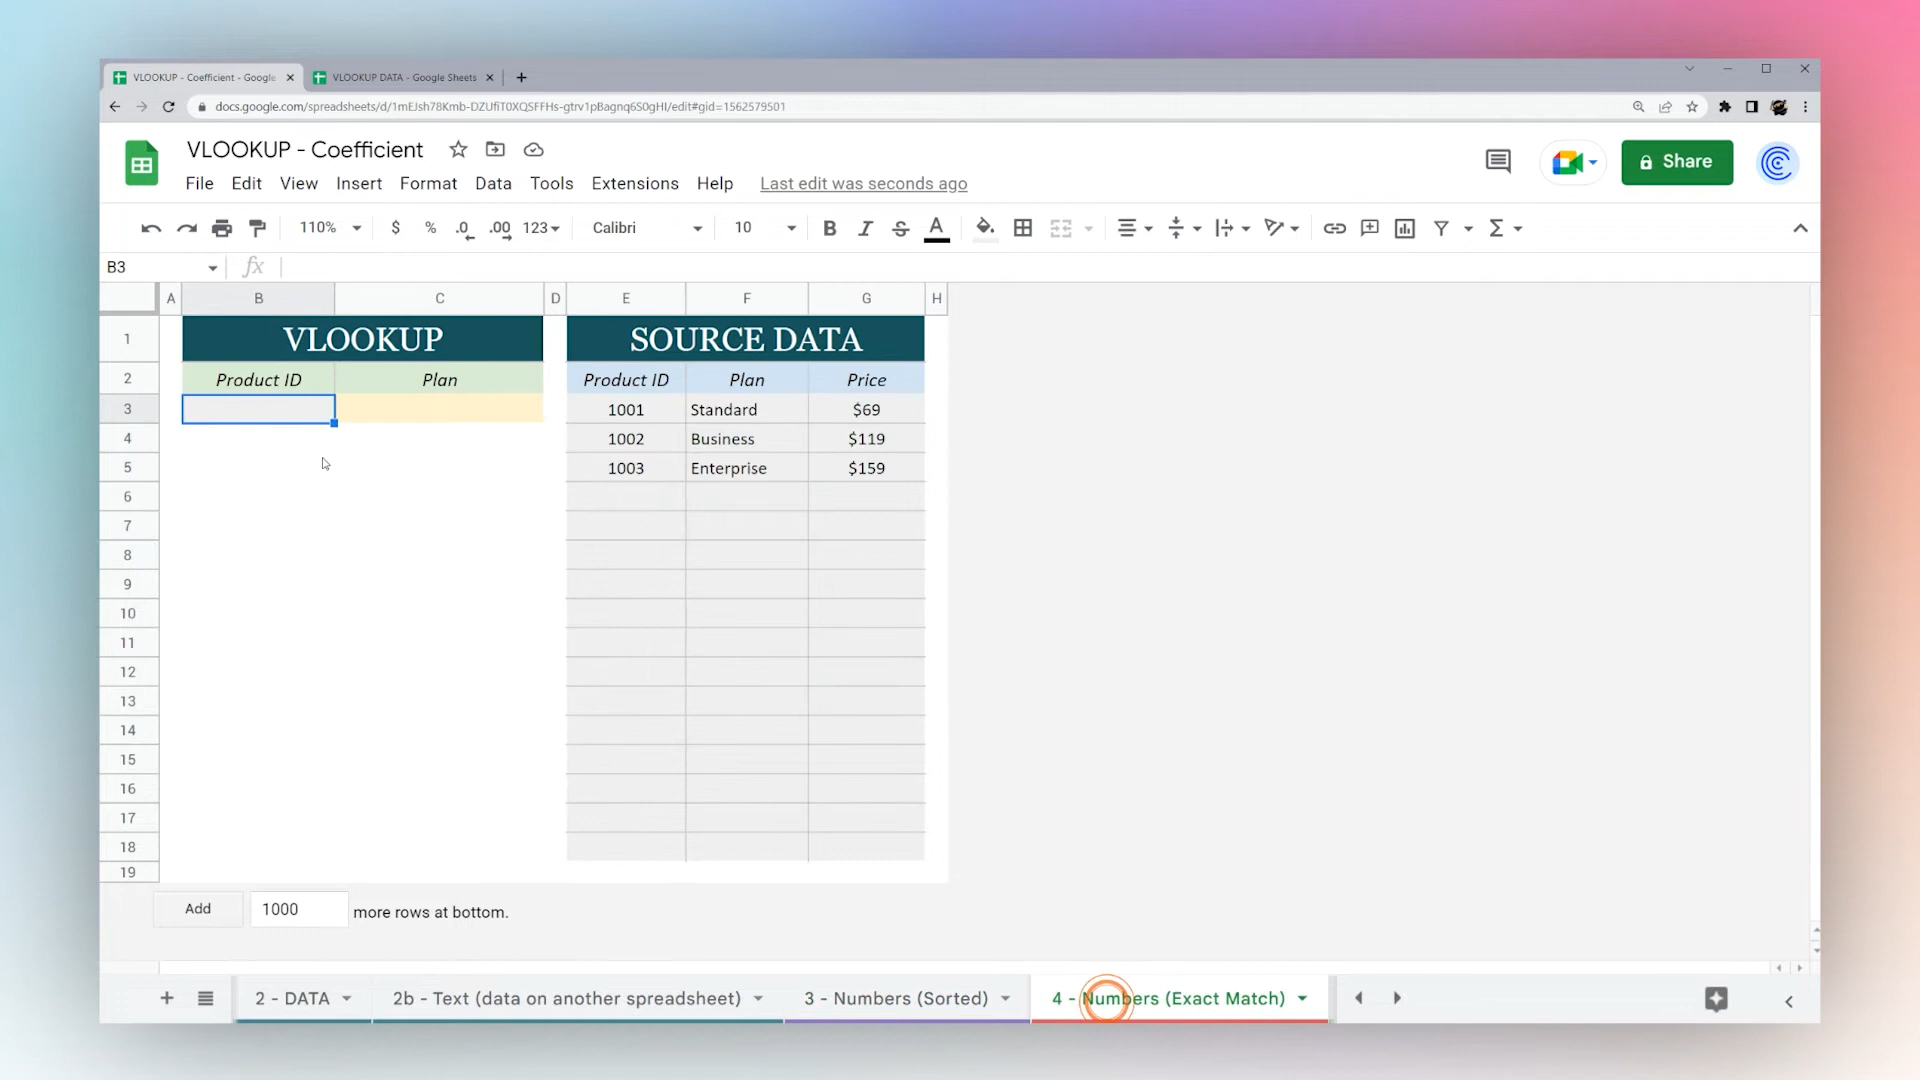 VLOOKUP - Coefficient - Google
VLOOKUP DATA - Google Sheets
docs.google.com/spreadsheets/d/1mEJsh78Kmb-DZUfiT0XQSFFHs-gtrv1pBagnq6S0gHI/edit#gid=1562579501
VLOOKUP - Coefficient
File Edit View Insert Format Data Tools Extensions Help Last edit was seconds ago
Share
110% $ % .0 .00 123 Calibri 10 B I S A Σ
B3 fx
A B C D E F G H
1 VLOOKUP SOURCE DATA
2 Product ID Plan Product ID Plan Price
3 1001 Standard $69
4 1002 Business $119
5 1003 Enterprise $159
6
7
8
9
10
11
12
13
14
15
16
17
18
19
Add 1000 more rows at bottom.
2 - DATA 2b - Text (data on another spreadsheet) 3 - Numbers (Sorted) 4 - Numbers (Exact Match)